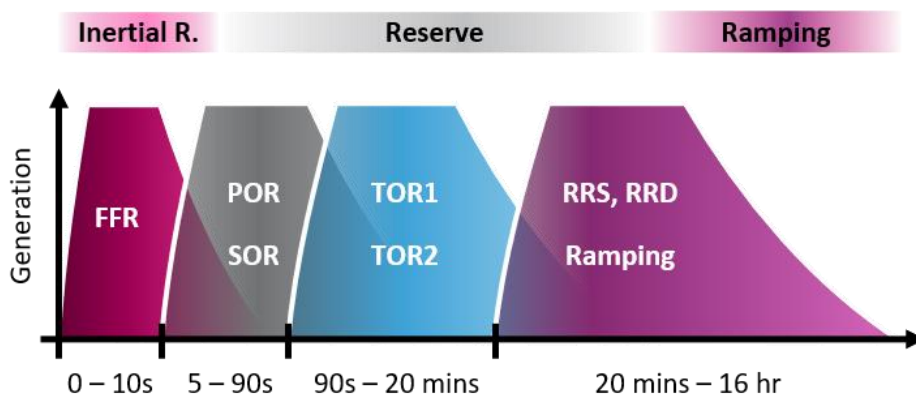 Inertial R.
Reserve
Ramping
Generation
FFR
POR
SOR
TOR1
TOR2
RRS, RRD
Ramping
0 – 10s
5 – 90s
90s – 20 mins
20 mins – 16 hr